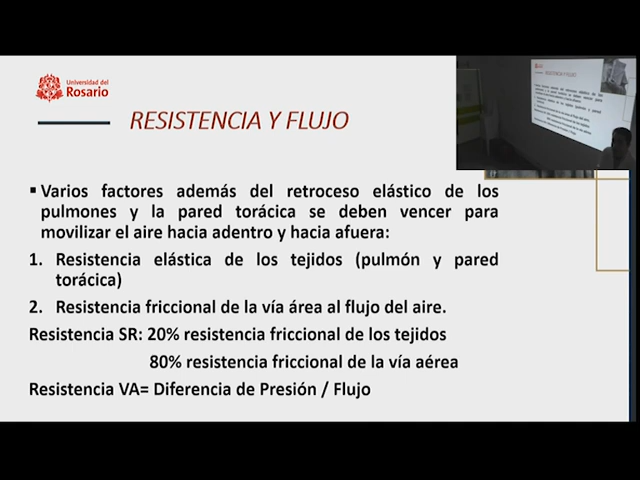 Universidad del
Rosario
RESISTENCIA Y FLUJO
RESISTENCIA Y FLUJO
▪ Varios factores además del retroceso elástico de los
pulmones y la pared torácica se deben vencer para
movilizar el aire hacia adentro y hacia afuera:
1. Resistencia elástica de los tejidos (pulmón y pared
torácica)
2. Resistencia friccional de la vía área al flujo del aire.
Resistencia SR: 20% resistencia friccional de los tejidos
80% resistencia friccional de la vía aérea
Resistencia VA= Diferencia de Presión / Flujo